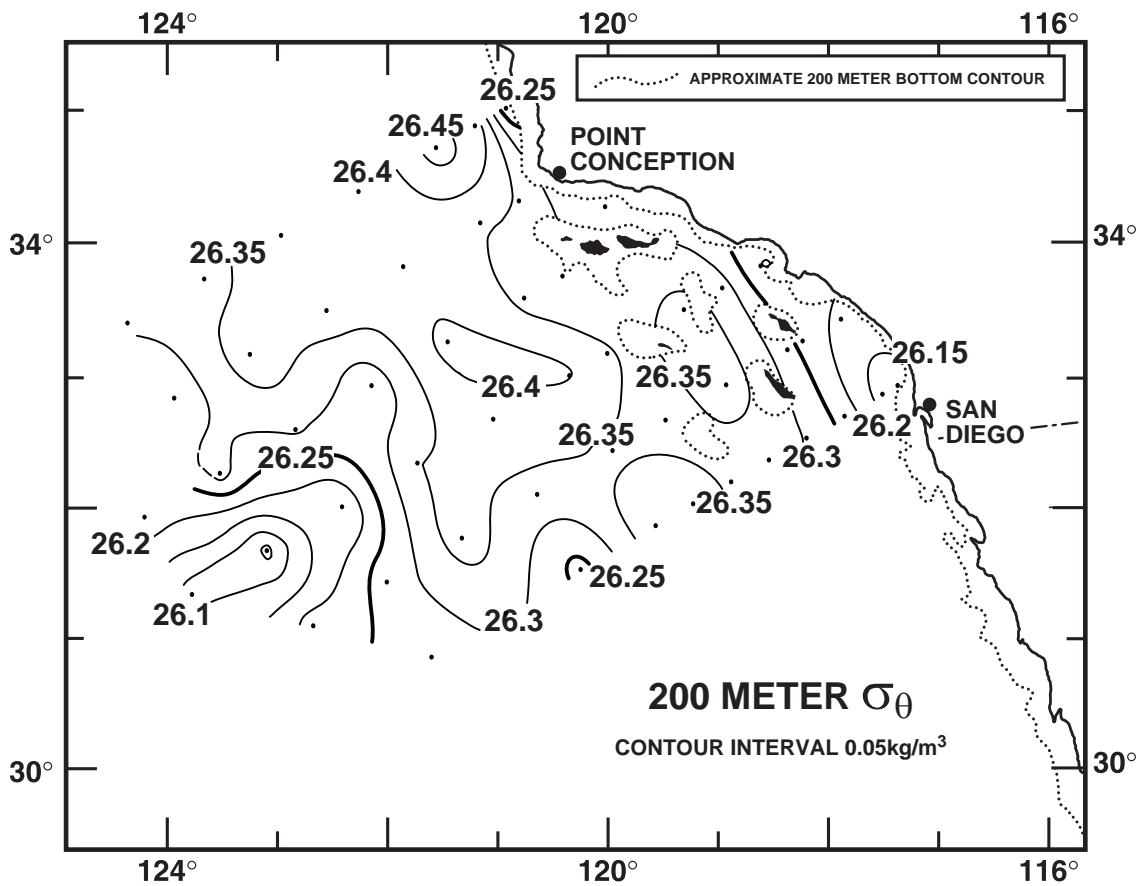 124° 120° 116°
APPROXIMATE 200 METER BOTTOM CONTOUR
26.25
26.45
POINT
CONCEPTION
26.4
34° 34°
26.35
26.15
26.35
26.4
SAN
DIEGO
26.2
26.35
26.25
26.3
26.35
26.2
26.25
26.1
26.3
200 METER σθ
CONTOUR INTERVAL 0.05kg/m³
30° 30°
124° 120° 116°